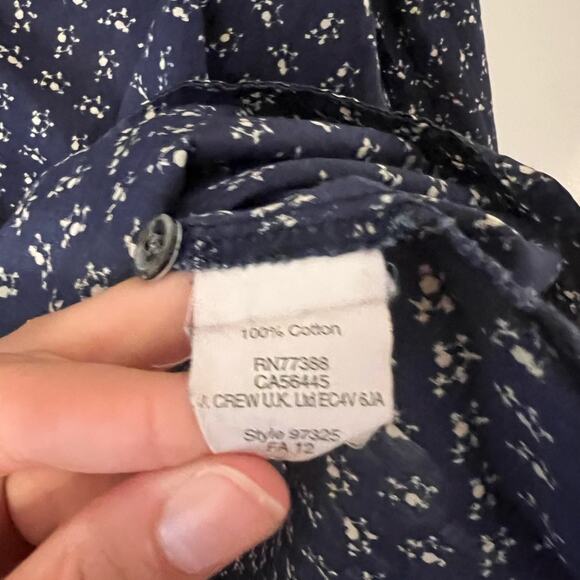 100% Cotton
RN77388
CA56445
J. CREW U.K. Ltd EC4V 6JA
Style 97325
FA 12